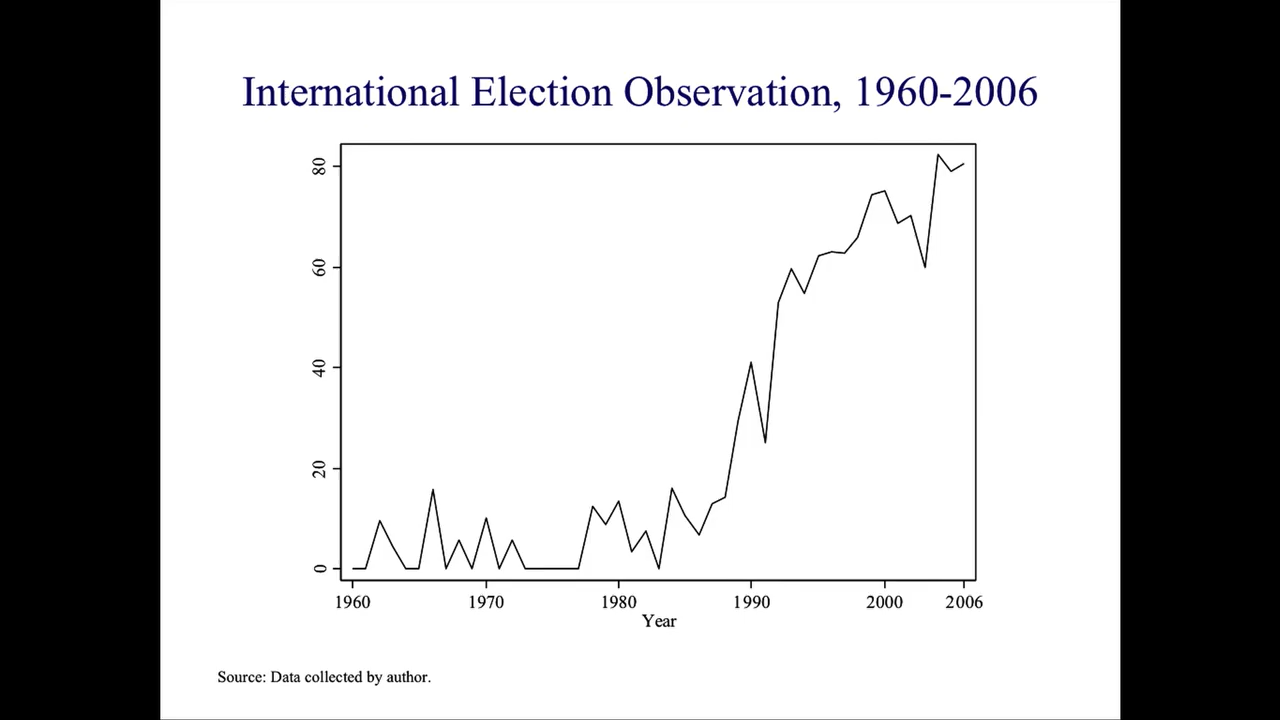 International Election Observation, 1960-2006
80
60
40
20
0
1960 1970 1980 1990 2000 2006
Year
Source: Data collected by author.